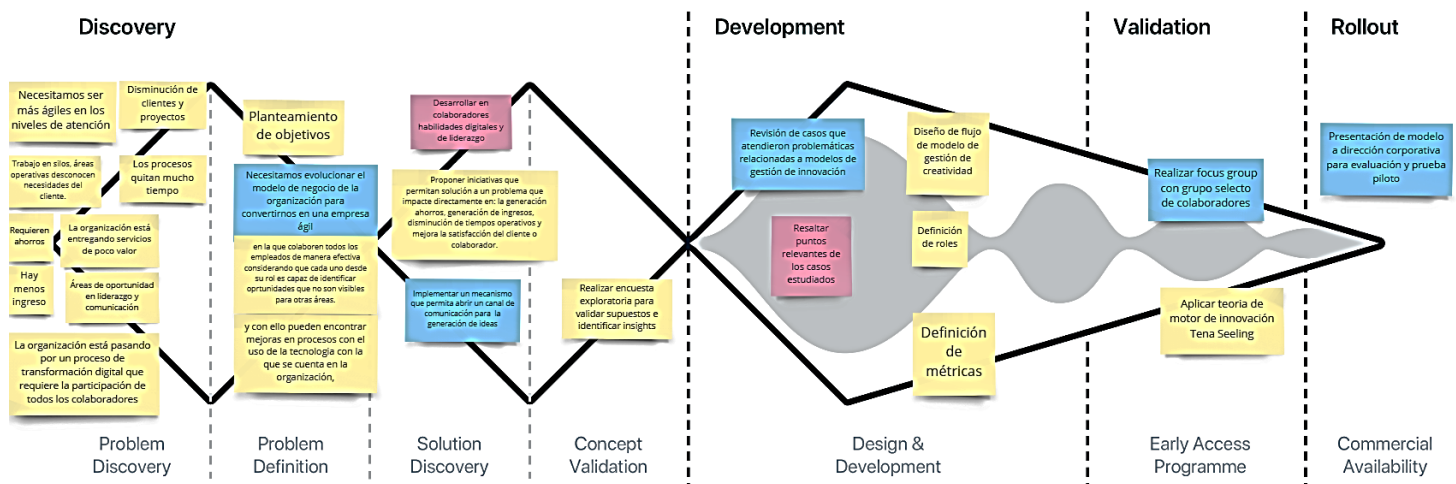 Discovery
Development
Validation
Rollout
Necesitamos ser
más ágiles en los
niveles de atención
Disminución de
clientes y
proyectos
Trabajo en silos, áreas
operativas desconocen
necesidades del
cliente.
Los procesos
quitan mucho
tiempo
Requieren
ahorros
La organización está
entregando servicios
de poco valor
Hay
menos
ingreso
Áreas de oportunidad
en liderazgo y
comunicación
La organización está pasando
por un proceso de
transformación digital que
requiere la participación de
todos los colaboradores
Planteamiento
de objetivos
Necesitamos evolucionar el
modelo de negocio de la
organización para
convertirnos en una empresa
ágil
en la que colaboren todos los
empleados de manera efectiva
considerando que cada uno desde
su rol es capaz de identificar
oprtunidades que no son visibles
para otras áreas.
y con ello pueden encontrar
mejoras en procesos con el
uso de la tecnología con la
que se cuenta en la
organización,
Desarrollar en
colaboradores
habilidades digitales y
de liderazgo
Proponer iniciativas que
permitan solución a un problema que
impacte directamente en: la generación
ahorros, generación de ingresos,
disminución de tiempos operativos y
mejora la satisfacción del cliente o
colaborador.
Implementar un mecanismo
que permita abrir un canal de
comunicación para la
generación de ideas
Realizar encuesta
exploratoria para
validar supuestos e
identificar insights
Revisión de casos que
atendieron problemáticas
relacionadas a modelos de
gestión de innovación
Resaltar
puntos
relevantes de
los casos
estudiados
Diseño de flujo
de modelo de
gestión de
creatividad
Definición
de roles
Definición
de
métricas
Realizar focus group
con grupo selecto
de colaboradores
Aplicar teoria de
motor de innovación
Tena Seeling
Presentación de modelo
a dirección corporativa
para evaluación y prueba
piloto
Problem
Discovery
Problem
Definition
Solution
Discovery
Concept
Validation
Design &
Development
Early Access
Programme
Commercial
Availability